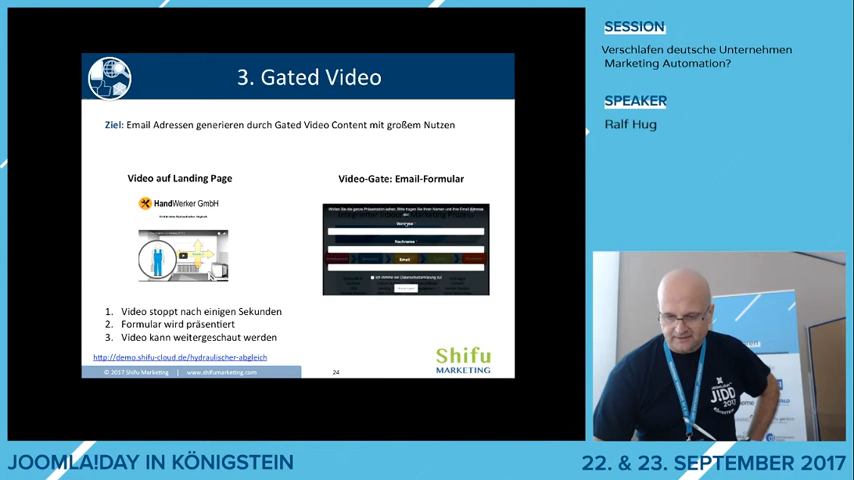 3. Gated Video
Ziel: Email Adressen generieren durch Gated Video Content mit großem Nutzen
Video auf Landing Page
HandWerker GmbH
Video-Gate: Email-Formular
Vorname *
Nachname *
Email
1. Video stoppt nach einigen Sekunden
2. Formular wird präsentiert
3. Video kann weitergeschaut werden
http://demo.shifu-cloud.de/hydraulischer-abgleich
Shifu
MARKETING
© 2017 Shifu Marketing | www.shifumarketing.com
24
SESSION
Verschlafen deutsche Unternehmen
Marketing Automation?
SPEAKER
Ralf Hug
JIDD
2017
JOOMLA!DAY IN KÖNIGSTEIN
22. & 23. SEPTEMBER 2017